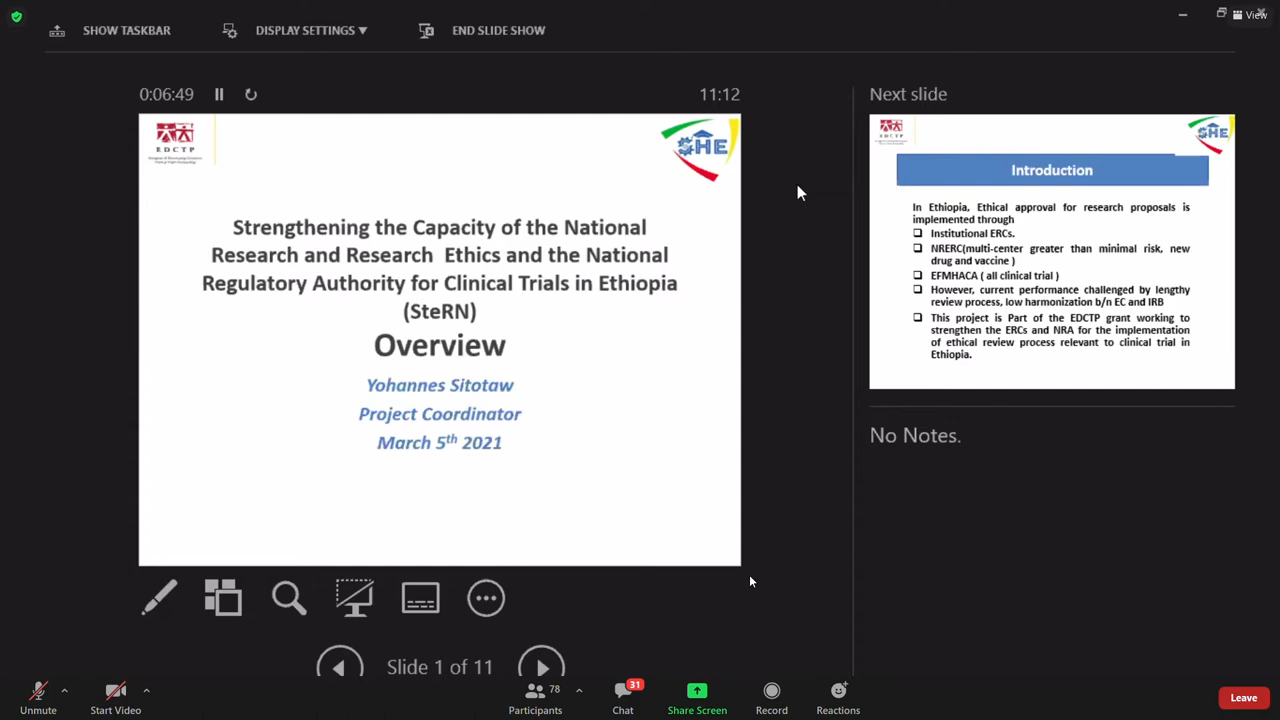 View
SHOW TASKBAR
DISPLAY SETTINGS
END SLIDE SHOW
0:06:49
11:12
EDCTP
SHE
Strengthening the Capacity of the National
Research and Research Ethics and the National
Regulatory Authority for Clinical Trials in Ethiopia
(SteRN)
Overview
Yohannes Sitotaw
Project Coordinator
March 5th 2021
Next slide
EDCTP
SHE
Introduction
In Ethiopia, Ethical approval for research proposals is
implemented through
Institutional ERCs.
NRERC(multi-center greater than minimal risk, new
drug and vaccine )
EFMHACA ( all clinical trial )
However, current performance challenged by lengthy
review process, low harmonization b/n EC and IRB
This project is Part of the EDCTP grant working to
strengthen the ERCs and NRA for the implementation
of ethical review process relevant to clinical trial in
Ethiopia.
No Notes.
Slide 1 of 11
Unmute
Start Video
78
Participants
31
Chat
Share Screen
Record
Reactions
Leave